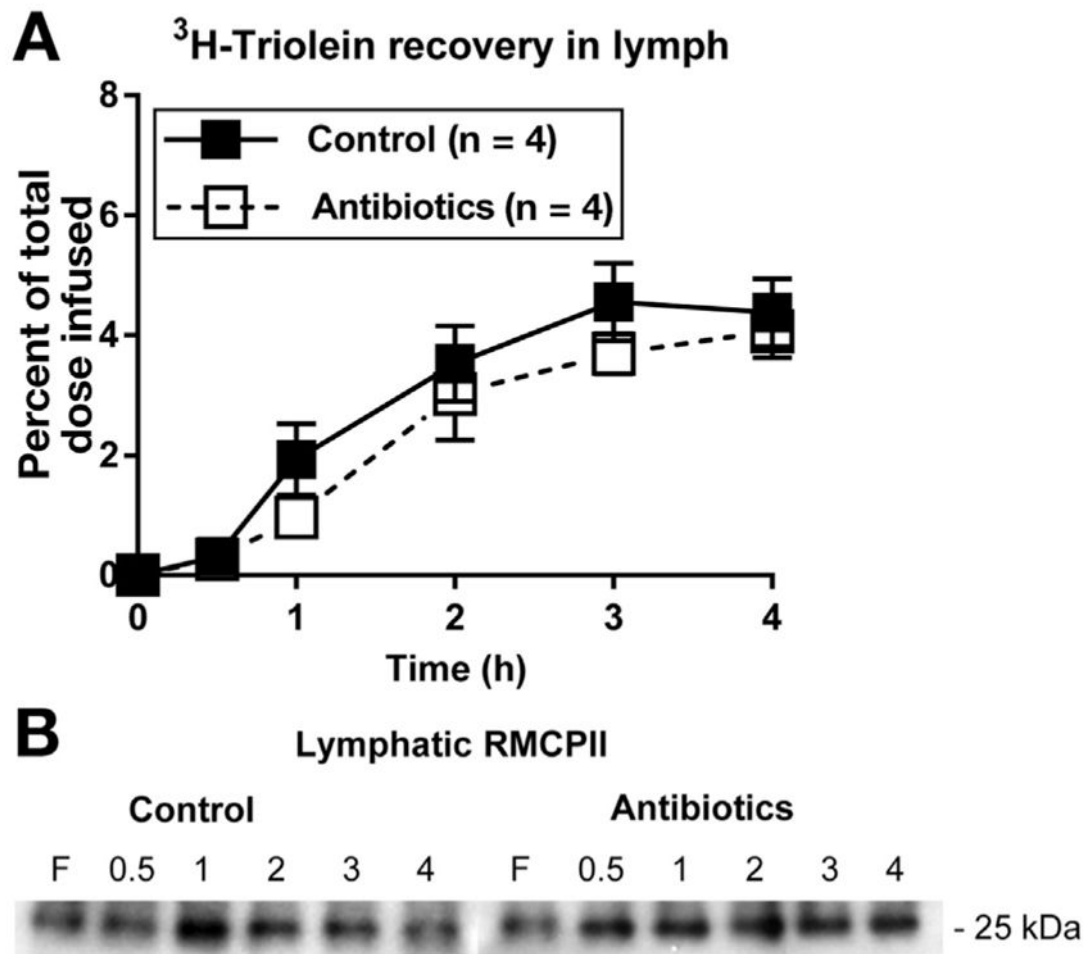 A
³H-Triolein recovery in lymph
8
6
4
2
0
Percent of total
dose infused
Control (n = 4)
Antibiotics (n = 4)
0 1 2 3 4
Time (h)
B
Lymphatic RMCPII
Control Antibiotics
F 0.5 1 2 3 4 F 0.5 1 2 3 4
- 25 kDa